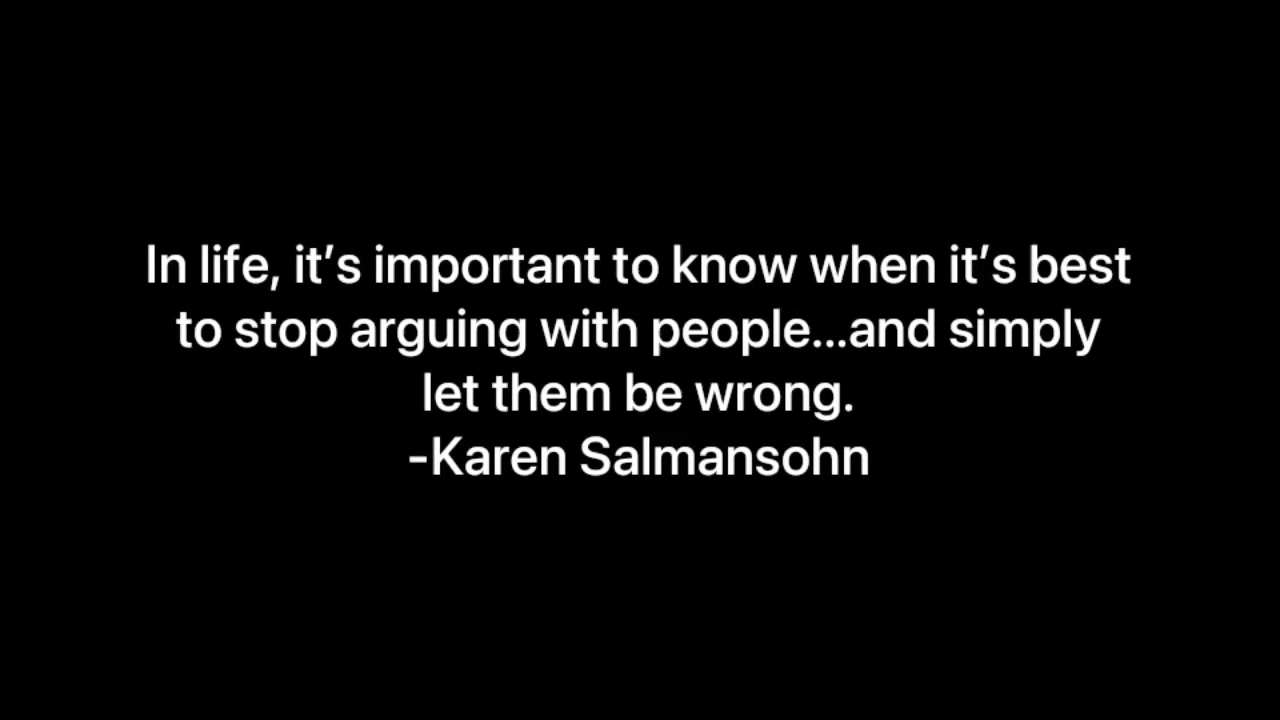 In life, it’s important to know when it’s best
to stop arguing with people...and simply
let them be wrong.
-Karen Salmansohn